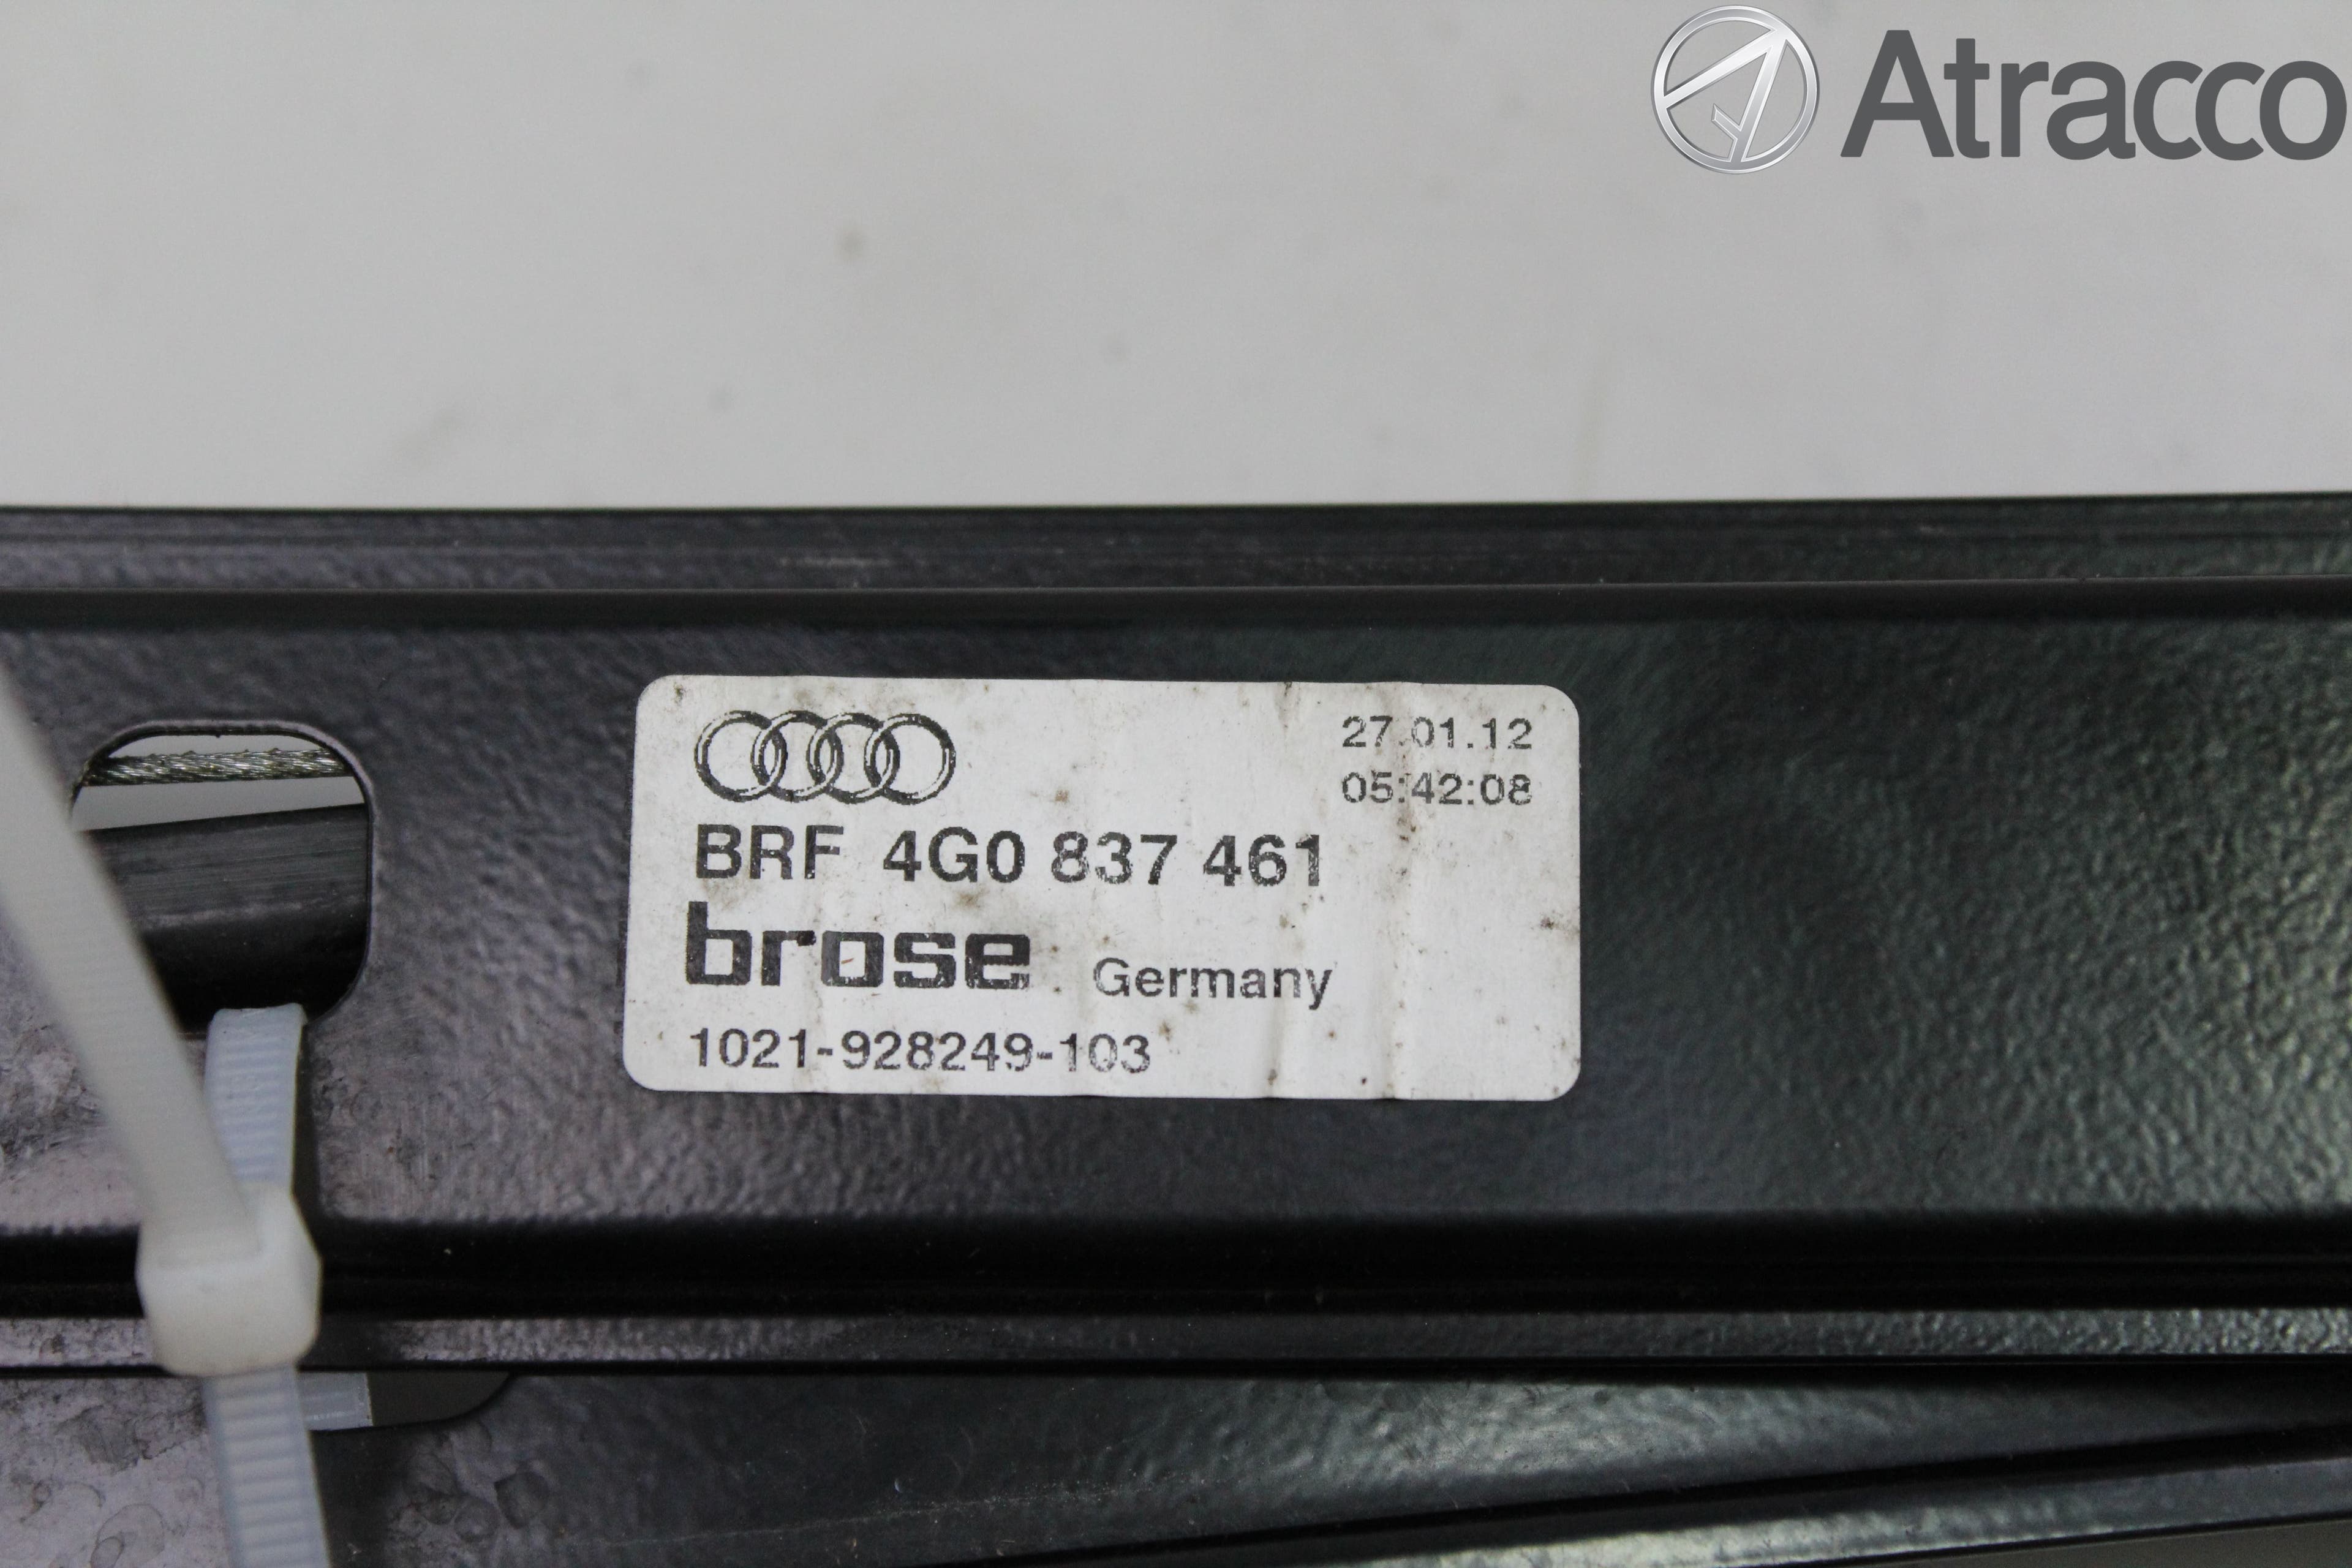 Atracco
27.01.12
05:42:08
BRF 4G0 837 461
brose Germany
1021-928249-103